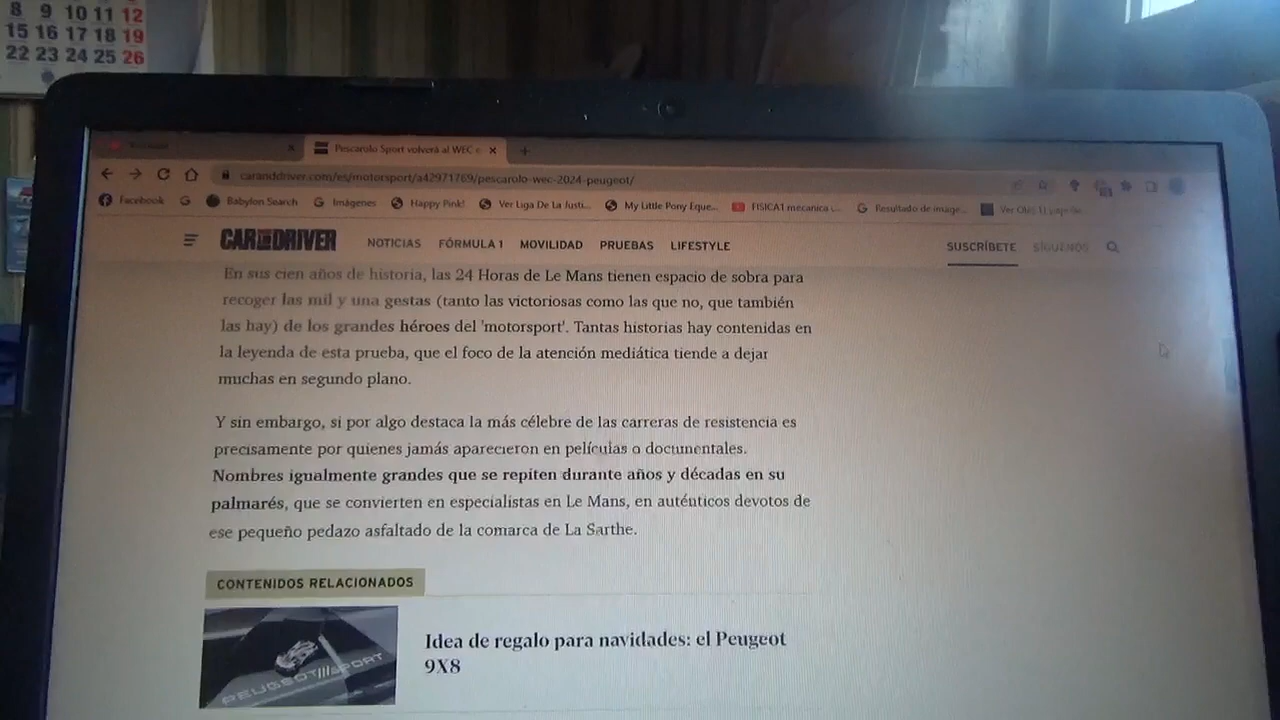 8 9 10 11 12
15 16 17 18 19
22 23 24 25 26
Pescarolo Sport volverá al WEC e
caranddriver.com/es/motorsport/a42971769/pescarolo-wec-2024-peugeot/
Facebook Babylon Search Imágenes Happy Pink! Ver Liga De La Justi... My Little Pony Eque... FISICA1 mecanica i... Resultado de image...
CAR AND DRIVER NOTICIAS FÓRMULA 1 MOVILIDAD PRUEBAS LIFESTYLE SUSCRÍBETE SÍGUENOS
En sus cien años de historia, las 24 Horas de Le Mans tienen espacio de sobra para
recoger las mil y una gestas (tanto las victoriosas como las que no, que también
las hay) de los grandes héroes del 'motorsport'. Tantas historias hay contenidas en
la leyenda de esta prueba, que el foco de la atención mediática tiende a dejar
muchas en segundo plano.
Y sin embargo, si por algo destaca la más célebre de las carreras de resistencia es
precisamente por quienes jamás aparecieron en películas o documentales.
Nombres igualmente grandes que se repiten durante años y décadas en su
palmarés, que se convierten en especialistas en Le Mans, en auténticos devotos de
ese pequeño pedazo asfaltado de la comarca de La Sarthe.
CONTENIDOS RELACIONADOS
Idea de regalo para navidades: el Peugeot
9X8
PEUGEOT SPORT